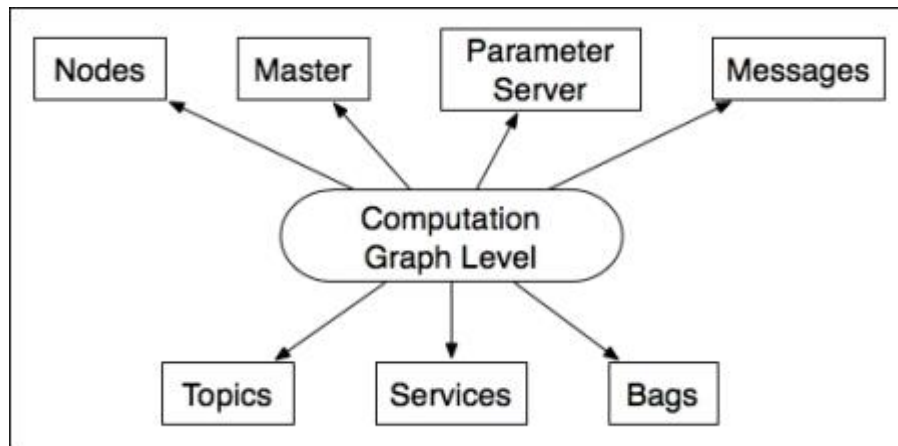 Nodes
Master
Parameter
Server
Messages
Computation
Graph Level
Topics
Services
Bags